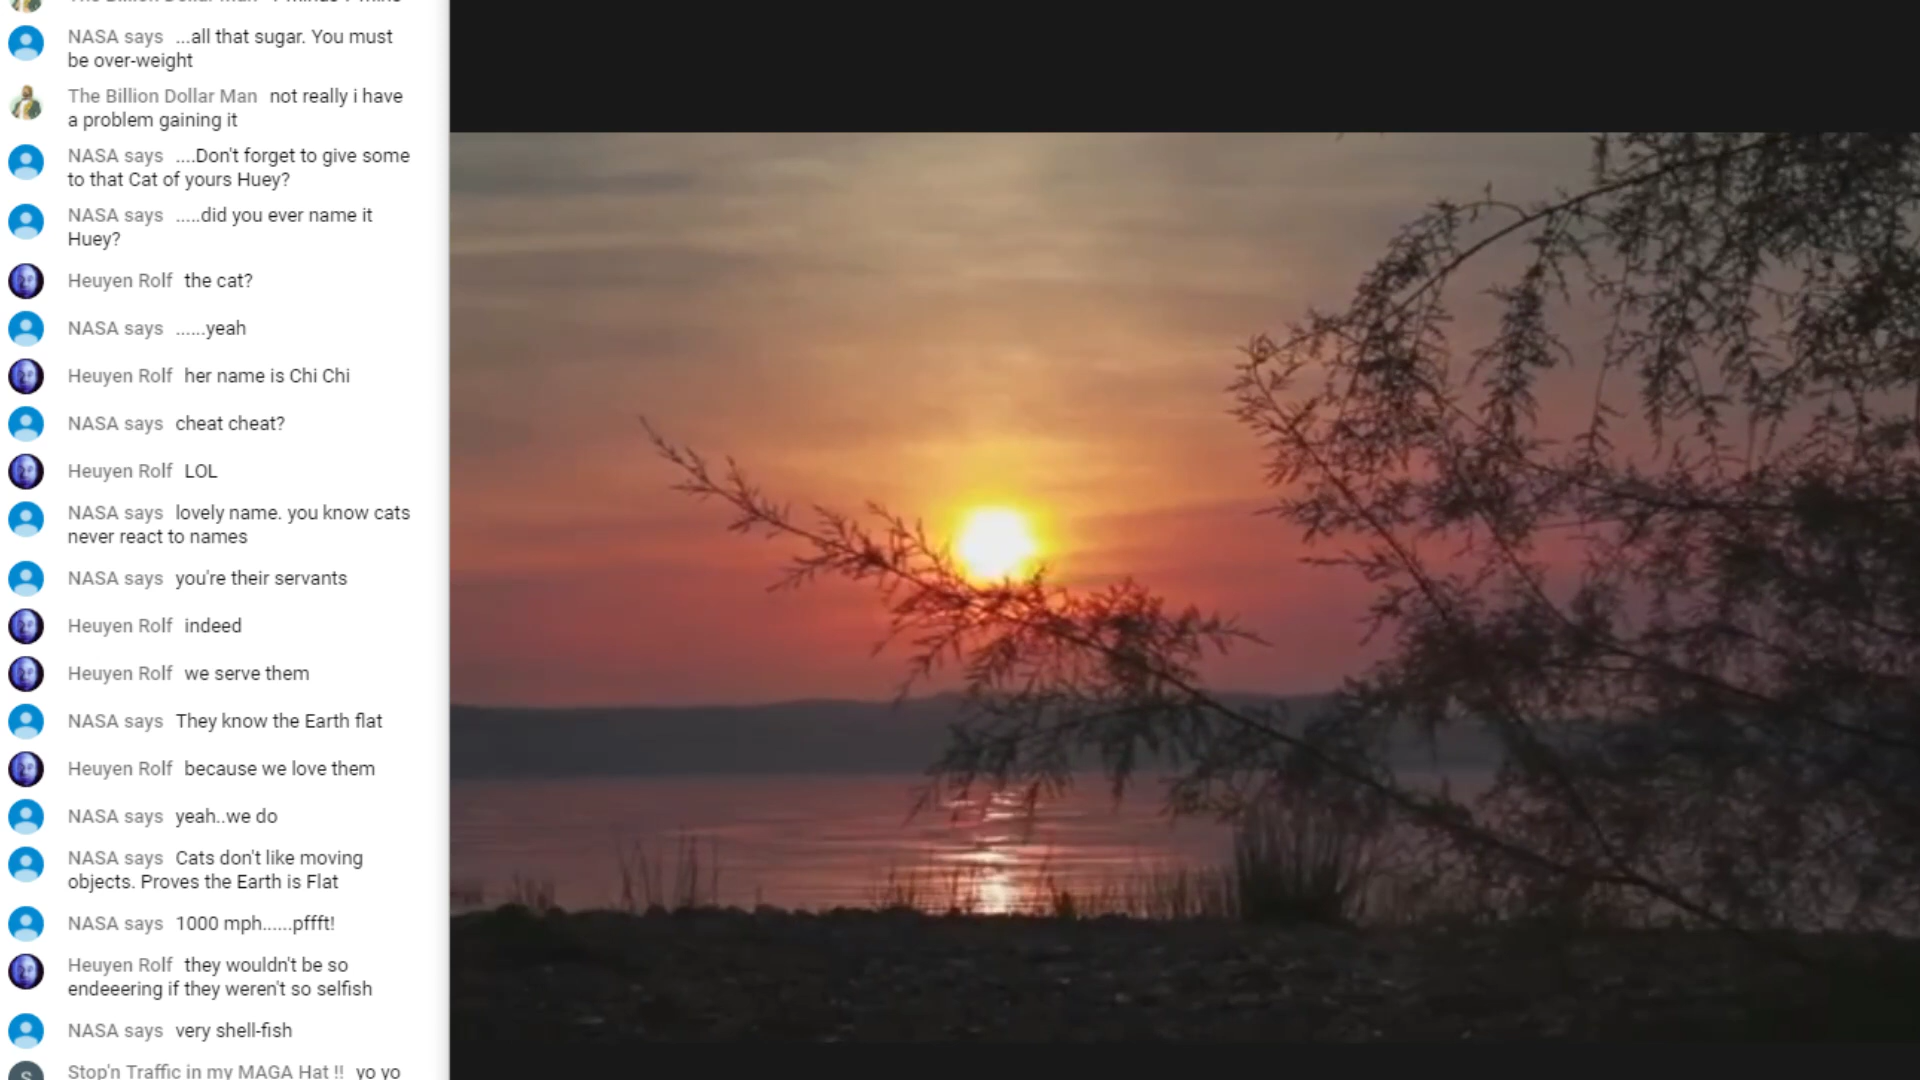 The Billion Dollar Man
NASA says ...all that sugar. You must
be over-weight
The Billion Dollar Man not really i have
a problem gaining it
NASA says ....Don't forget to give some
to that Cat of yours Huey?
NASA says .....did you ever name it
Huey?
Heuyen Rolf the cat?
NASA says ......yeah
Heuyen Rolf her name is Chi Chi
NASA says cheat cheat?
Heuyen Rolf LOL
NASA says lovely name. you know cats
never react to names
NASA says you're their servants
Heuyen Rolf indeed
Heuyen Rolf we serve them
NASA says They know the Earth flat
Heuyen Rolf because we love them
NASA says yeah..we do
NASA says Cats don't like moving
objects. Proves the Earth is Flat
NASA says 1000 mph......pffft!
Heuyen Rolf they wouldn't be so
endeeering if they weren't so selfish
NASA says very shell-fish
S Stop'n Traffic in my MAGA Hat !! yo yo